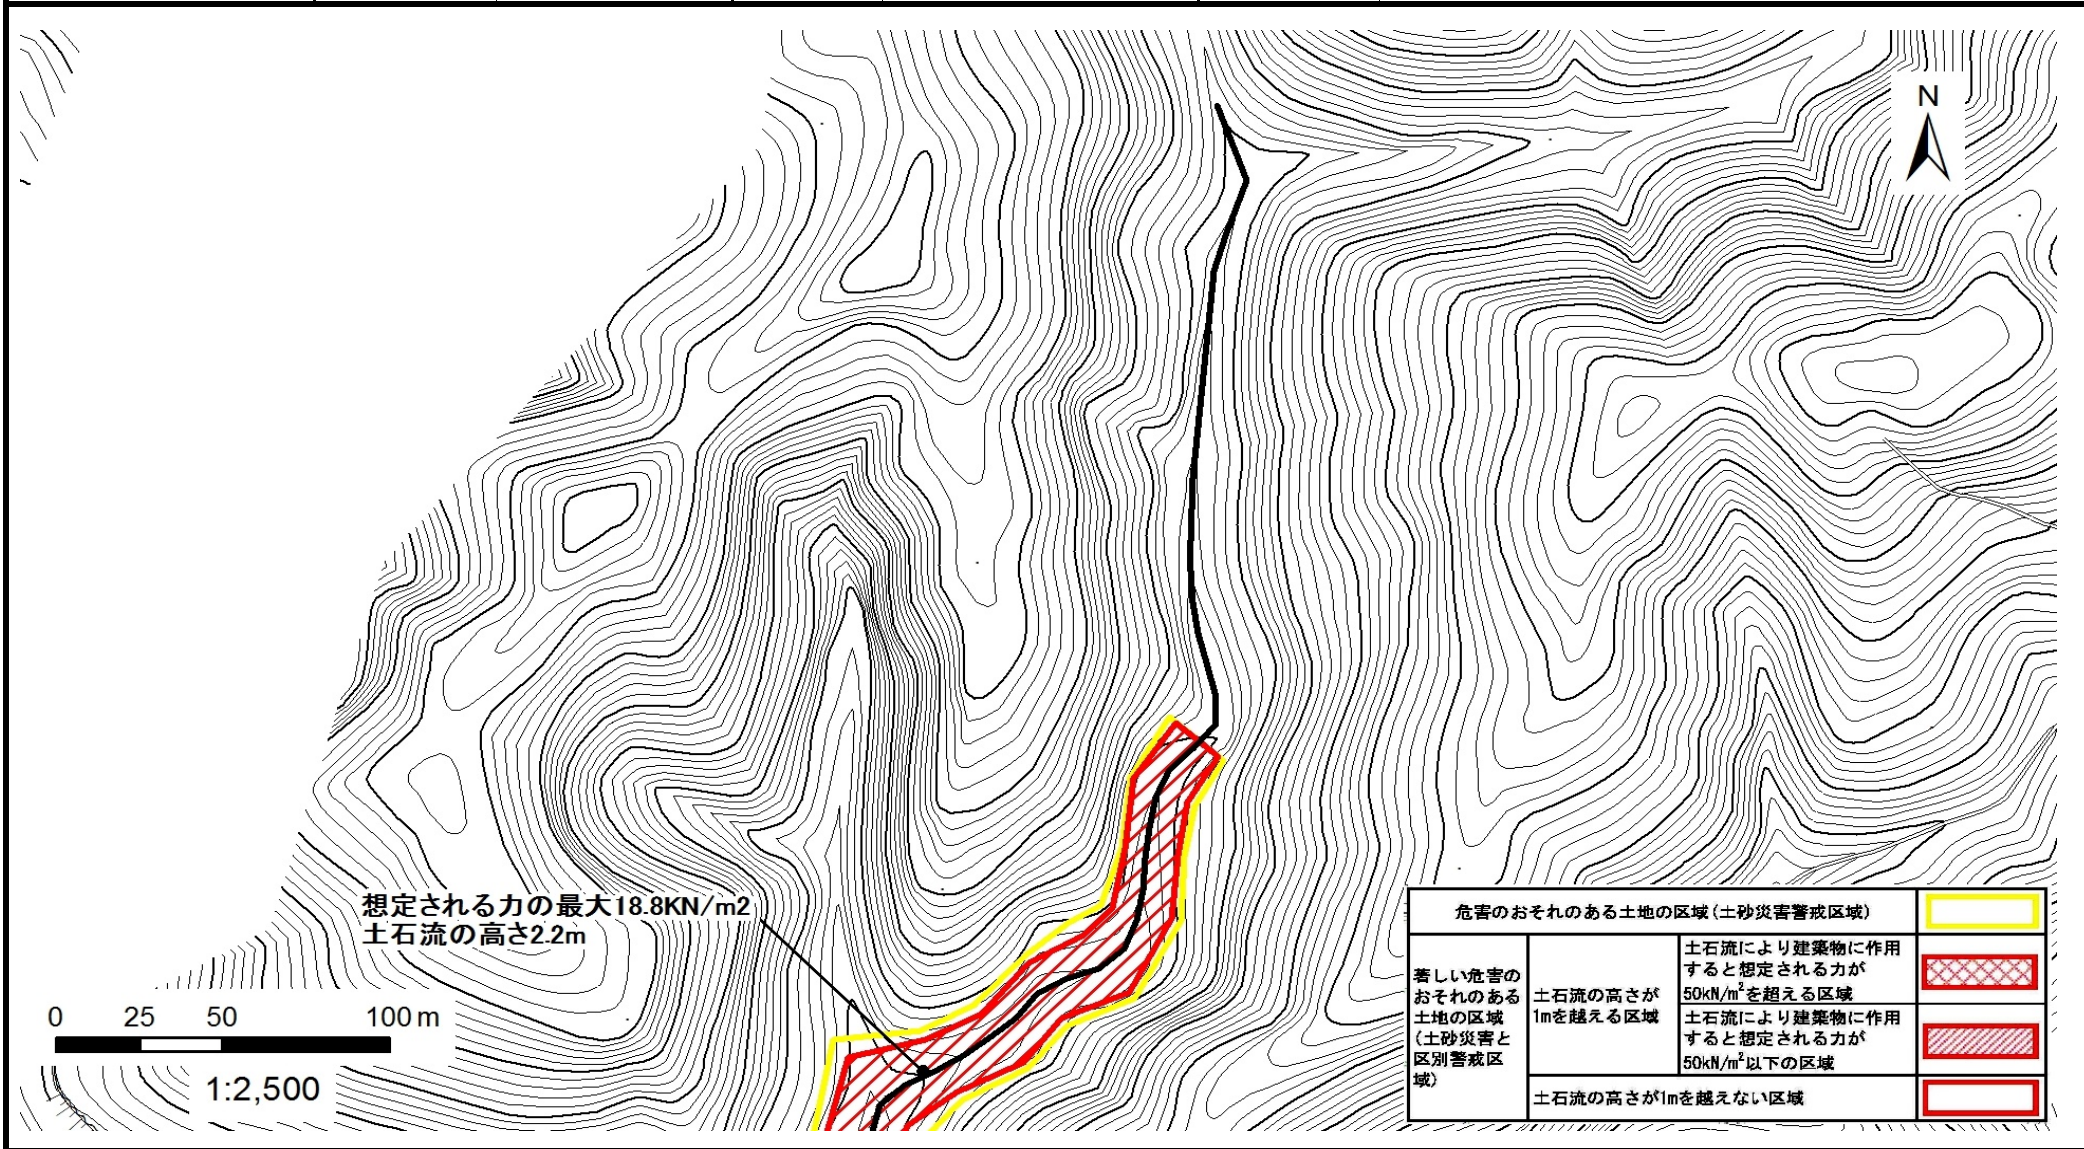 N
想定される力の最大18.8KN/m2
土石流の高さ2.2m
0 25 50 100m
1:2,500
危害のおそれのある土地の区域(土砂災害警戒区域)
著しい危害の
おそれのある
土地の区域
(土砂災害と
区別警戒区
域)
土石流の高さが
1mを越える区域
土石流により建築物に作用
すると想定される力が
50kN/m²を超える区域
土石流により建築物に作用
すると想定される力が
50kN/m²以下の区域
土石流の高さが1mを越えない区域